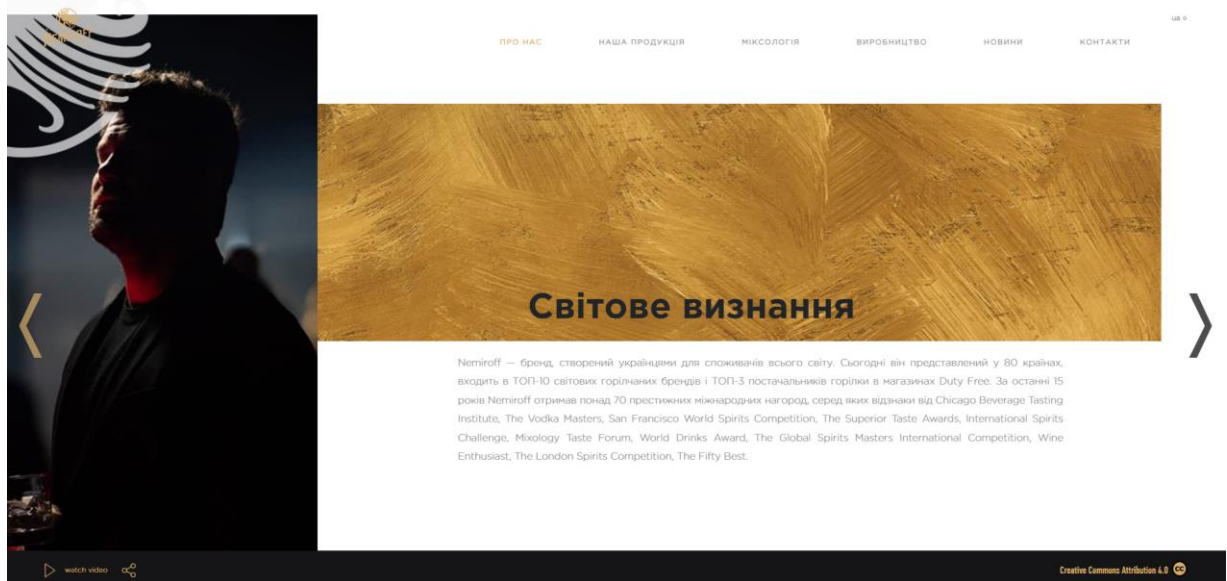 NEMIROFF
ua
ПРО НАС НАША ПРОДУКЦІЯ МІКСОЛОГІЯ ВИРОБНИЦТВО НОВИНИ КОНТАКТИ
Світове визнання
Nemiroff — бренд, створений українцями для споживачів всього світу. Сьогодні він представлений у 80 країнах,
входить в ТОП-10 світових горілчаних брендів і ТОП-3 постачальників горілки в магазинах Duty Free. За останні 15
років Nemiroff отримав понад 70 престижних міжнародних нагород, серед яких відзнаки від Chicago Beverage Tasting
Institute, The Vodka Masters, San Francisco World Spirits Competition, The Superior Taste Awards, International Spirits
Challenge, Mixology Taste Forum, World Drinks Award, The Global Spirits Masters International Competition, Wine
Enthusiast, The London Spirits Competition, The Fifty Best.
watch video
Creative Commons Attribution 4.0 cc